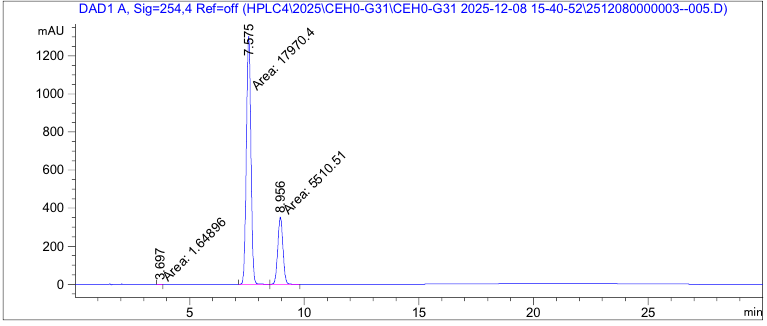 DAD1 A, Sig=254,4 Ref=off (HPLC4\2025\CEH0-G31\CEH0-G31 2025-12-08 15-40-52\2512080000003--005.D)
mAU
7.575
Area: 17970.4
1200
1000
800
600
400
200
0
8.956
Area: 5510.51
3.697
Area: 1.64896
5
10
15
20
25
min